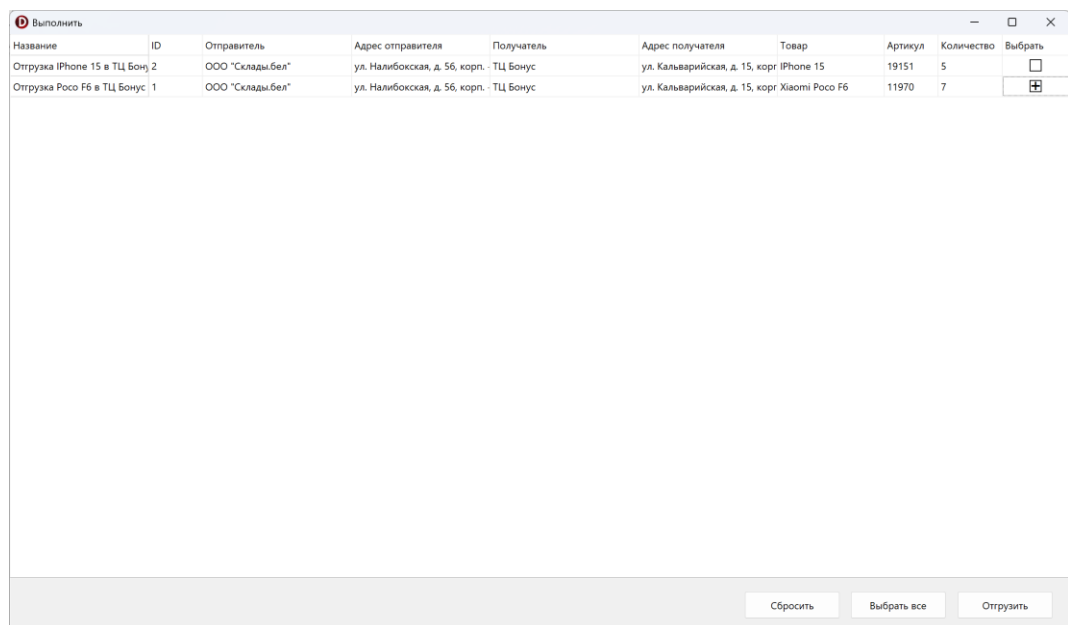 Выполнить
Название ID Отправитель Адрес отправителя Получатель Адрес получателя Товар Артикул Количество Выбрать
Отгрузка IPhone 15 в ТЦ Бону 2 ООО "Склады.бел" ул. Налибокская, д. 56, корп. ТЦ Бонус ул. Кальварийская, д. 15, корп IPhone 15 19151 5
Отгрузка Poco F6 в ТЦ Бонус 1 ООО "Склады.бел" ул. Налибокская, д. 56, корп. ТЦ Бонус ул. Кальварийская, д. 15, корп Xiaomi Poco F6 11970 7
Сбросить Выбрать все Отгрузить